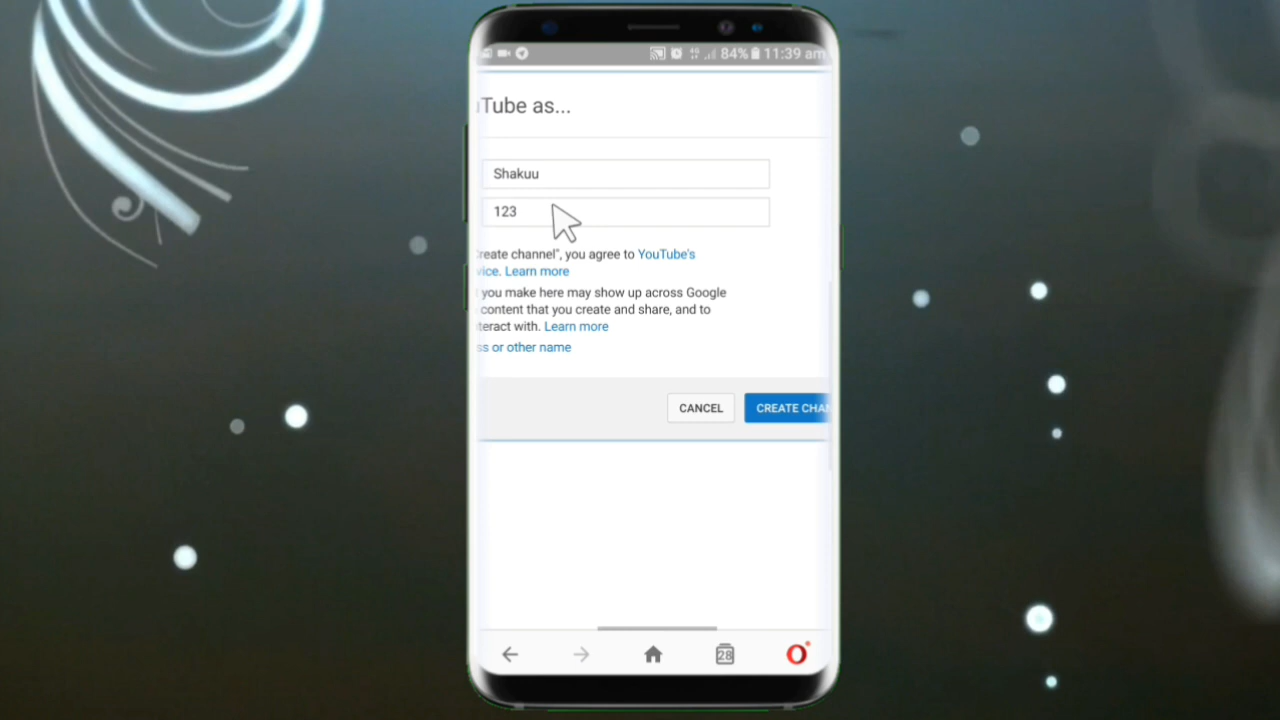 84% 11:39 am
Tube as...
Shakuu
123
reate channel", you agree to YouTube's
vice. Learn more
you make here may show up across Google
content that you create and share, and to
teract with. Learn more
ss or other name
CANCEL CREATE CHA
28